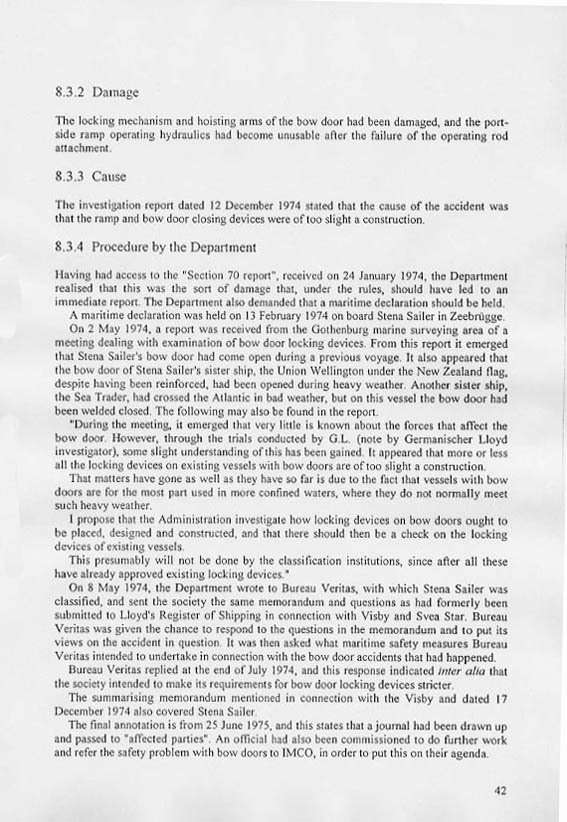 8.3.2 Damage
The locking mechanism and hoisting arms of the bow door had been damaged, and the port-
side ramp operating hydraulics had become unusable after the failure of the operating rod
attachment.
8.3.3 Cause
The investigation report dated 12 December 1974 stated that the cause of the accident was
that the ramp and bow door closing devices were of too slight a construction.
8.3.4 Procedure by the Department
Having had access to the "Section 70 report", received on 24 January 1974, the Department
realised that this was the sort of damage that, under the rules, should have led to an
immediate report. The Department also demanded that a maritime declaration should be held.
A maritime declaration was held on 13 February 1974 on board Stena Sailer in Zeebrügge.
On 2 May 1974, a report was received from the Gothenburg marine surveying area of a
meeting dealing with examination of bow door locking devices. From this report it emerged
that Stena Sailer's bow door had come open during a previous voyage. It also appeared that
the bow door of Stena Sailer's sister ship, the Union Wellington under the New Zealand flag,
despite having been reinforced, had been opened during heavy weather. Another sister ship,
the Sea Trader, had crossed the Atlantic in bad weather, but on this vessel the bow door had
been welded closed. The following may also be found in the report.
"During the meeting, it emerged that very little is known about the forces that affect the
bow door. However, through the trials conducted by G.L. (note by Germanischer Lloyd
investigator), some slight understanding of this has been gained. It appeared that more or less
all the locking devices on existing vessels with bow doors are of too slight a construction.
That matters have gone as well as they have so far is due to the fact that vessels with bow
doors are for the most part used in more confined waters, where they do not normally meet
such heavy weather.
I propose that the Administration investigate how locking devices on bow doors ought to
be placed, designed and constructed, and that there should then be a check on the locking
devices of existing vessels.
This presumably will not be done by the classification institutions, since after all these
have already approved existing locking devices."
On 8 May 1974, the Department wrote to Bureau Veritas, with which Stena Sailer was
classified, and sent the society the same memorandum and questions as had formerly been
submitted to Lloyd's Register of Shipping in connection with Visby and Svea Star. Bureau
Veritas was given the chance to respond to the questions in the memorandum and to put its
views on the accident in question. It was then asked what maritime safety measures Bureau
Veritas intended to undertake in connection with the bow door accidents that had happened.
Bureau Veritas replied at the end of July 1974, and this response indicated inter alia that
the society intended to make its requirements for bow door locking devices stricter.
The summarising memorandum mentioned in connection with the Visby and dated 17
December 1974 also covered Stena Sailer.
The final annotation is from 25 June 1975, and this states that a journal had been drawn up
and passed to "affected parties". An official had also been commissioned to do further work
and refer the safety problem with bow doors to IMCO, in order to put this on their agenda.
42